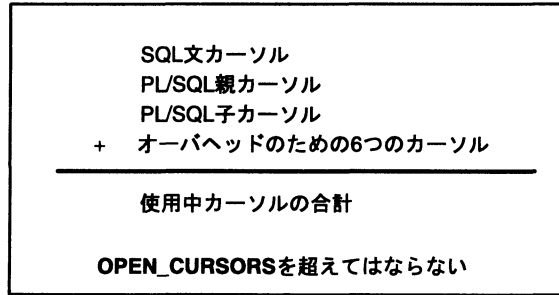 SQL文カーソル
PL/SQL親カーソル
PL/SQL子カーソル
+ オーバヘッドのための6つのカーソル
使用中カーソルの合計
OPEN_CURSORSを超えてはならない